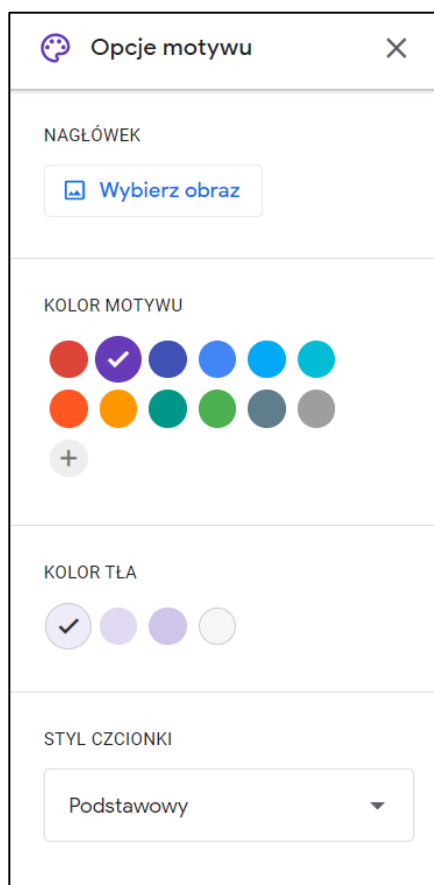 Opcje motywu
NAGŁÓWEK
Wybierz obraz
KOLOR MOTYWU
KOLOR TŁA
STYL CZCIONKI
Podstawowy